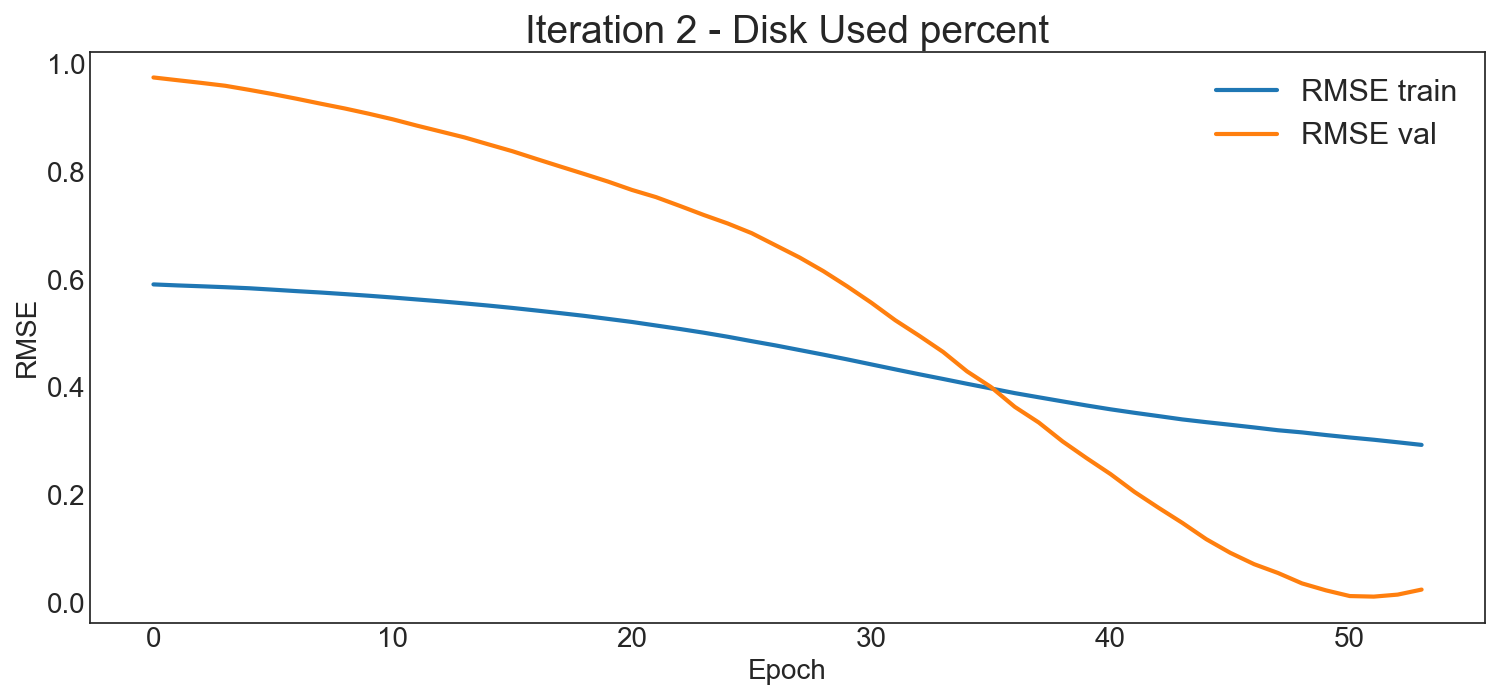 Iteration 2 - Disk Used percent
RMSE train
RMSE val
1.0
0.8
0.6
0.4
0.2
0.0
RMSE
0 10 20 30 40 50
Epoch